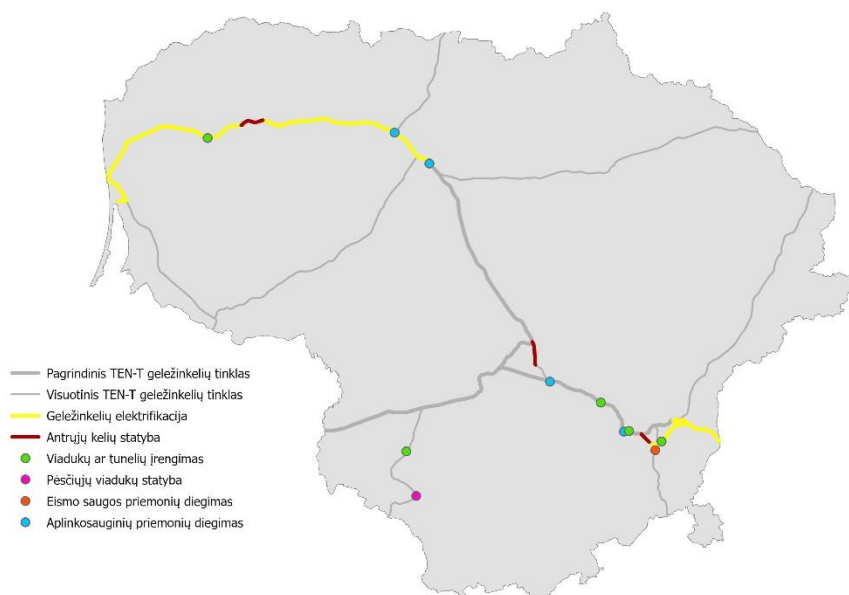 Pagrindinis TEN-T geležinkelių tinklas
Visuotinis TEN-T geležinkelių tinklas
Geležinkelių elektrifikacija
Antrųjų kelių statyba
Viadukų ar tunelių įrengimas
Pėsčiųjų viadukų statyba
Eismo saugos priemonių diegimas
Aplinkosauginių priemonių diegimas